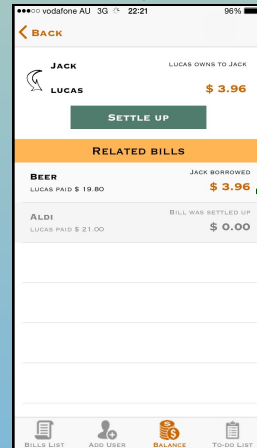 vodafone AU 3G 22:21 96%
BACK
JACK LUCAS OWNS TO JACK
LUCAS $ 3.96
SETTLE UP
RELATED BILLS
BEER JACK BORROWED
LUCAS PAID $ 19.80 $ 3.96
ALDI BILL WAS SETTLED UP
LUCAS PAID $ 21.00 $ 0.00
BILLS LIST ADD USER BALANCE TO-DO LIST